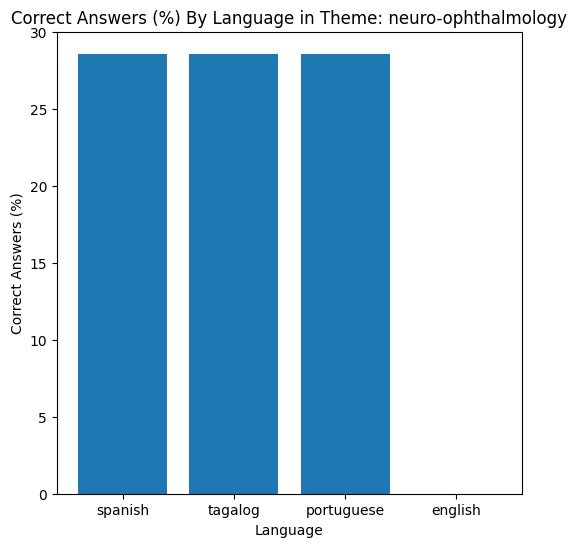 Correct Answers (%) By Language in Theme: neuro-ophthalmology
30
25
20
15
10
5
0
Correct Answers (%)
spanish tagalog portuguese english
Language